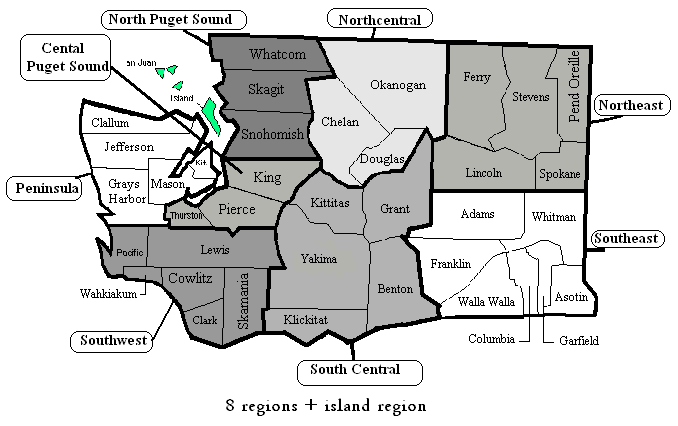 North Puget Sound
Northcentral
Cental
Puget Sound
an Juan
Island
Whatcom
Skagit
Snohomish
Okanogan
Chelan
Douglas
Ferry
Stevens
Pend Oreille
Northeast
Clallum
Jefferson
Kit.
Grays
Harbor
Mason
Peninsula
King
Pierce
Thurston
Kittitas
Grant
Lincoln
Spokane
Adams
Whitman
Southeast
Pacific
Lewis
Yakima
Franklin
Benton
Walla Walla
Asotin
Wahkiakum
Cowlitz
Skamania
Clark
Klickitat
Columbia
Garfield
Southwest
South Central
8 regions + island region